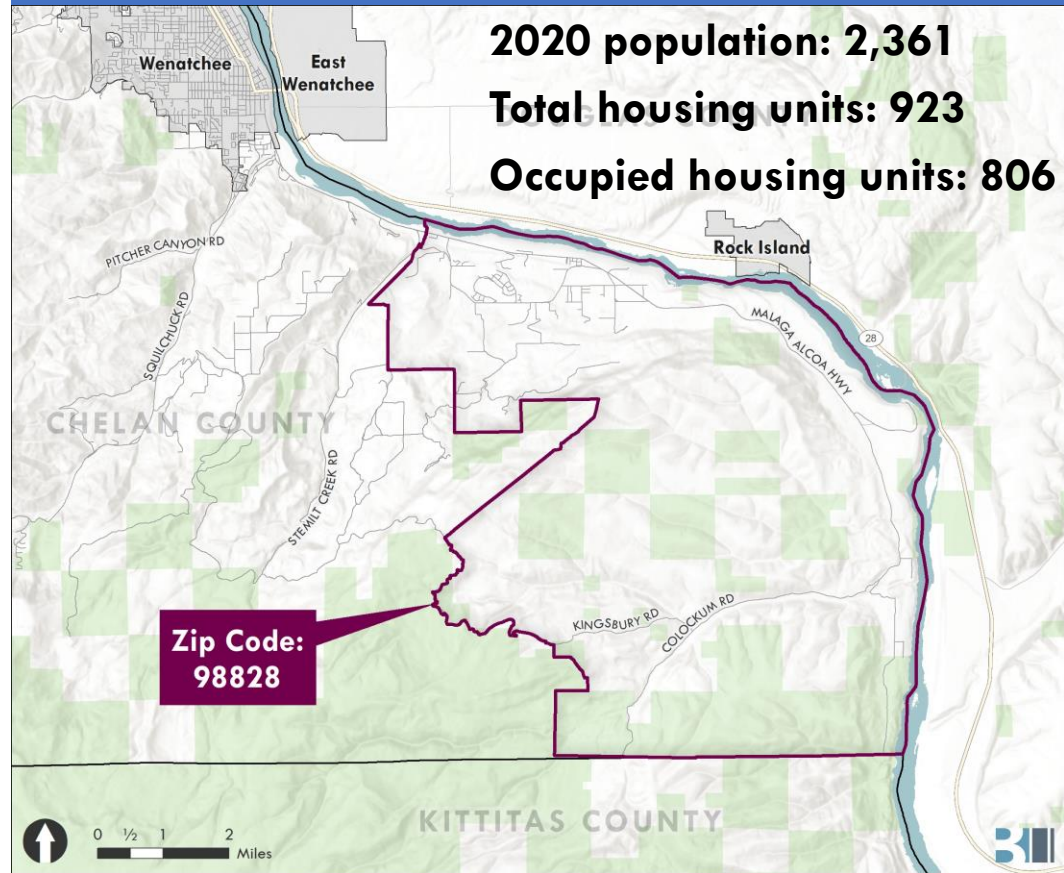 2020 population: 2,361
Total housing units: 923
Occupied housing units: 806
Wenatchee
East
Wenatchee
DOUGLAS COUNTY
Rock Island
PITCHER CANYON RD
SQUILCHUCK RD
MALAGA ALCOA HWY
28
CHELAN COUNTY
STEMILT CREEK RD
KINGSBURY RD
COLOCKUM RD
Zip Code:
98828
KITTITAS COUNTY
0 ½ 1 2
Miles